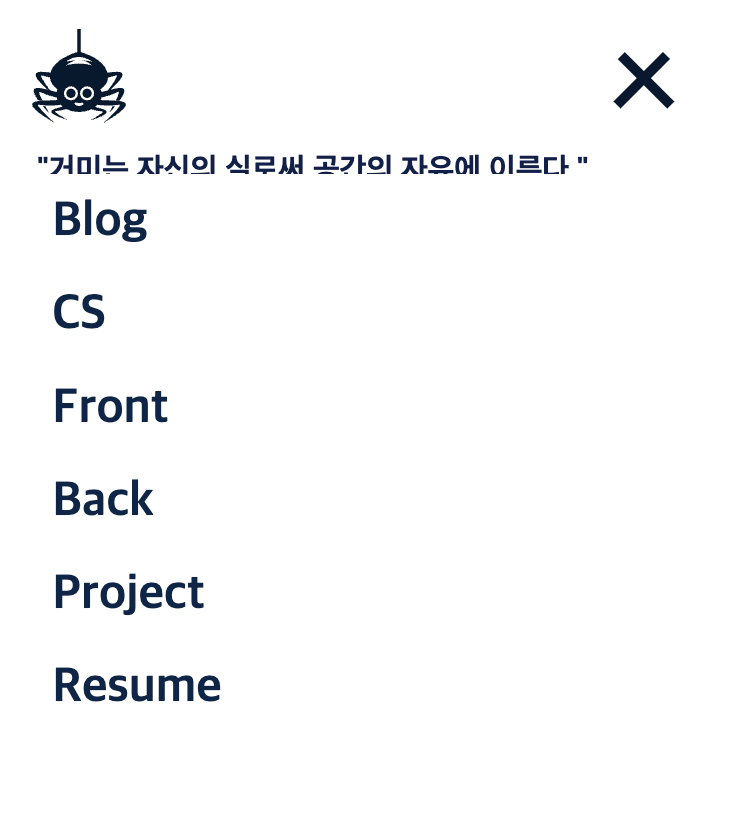 "거미는 자신의 실로써 공간의 자유에 이른다 "
Blog
CS
Front
Back
Project
Resume